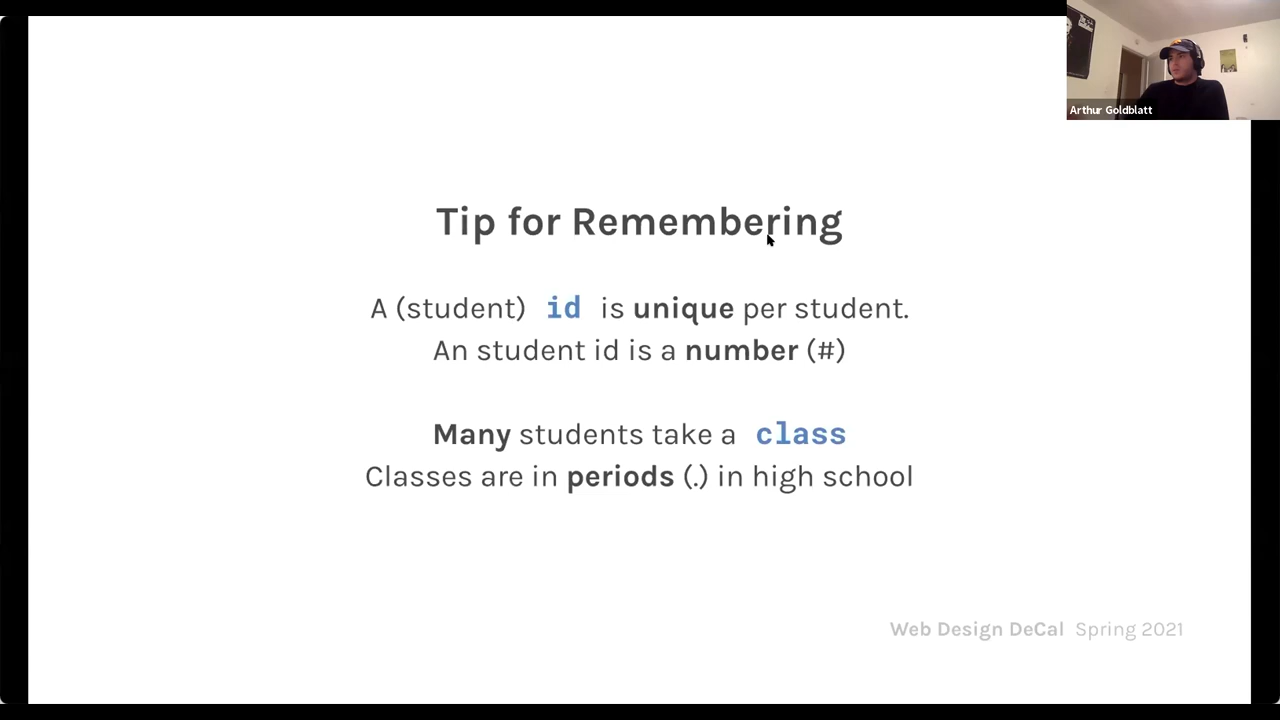 Arthur Goldblatt
Tip for Remembering
A (student) id is unique per student.
An student id is a number (#)
Many students take a class
Classes are in periods (.) in high school
Web Design DeCal Spring 2021